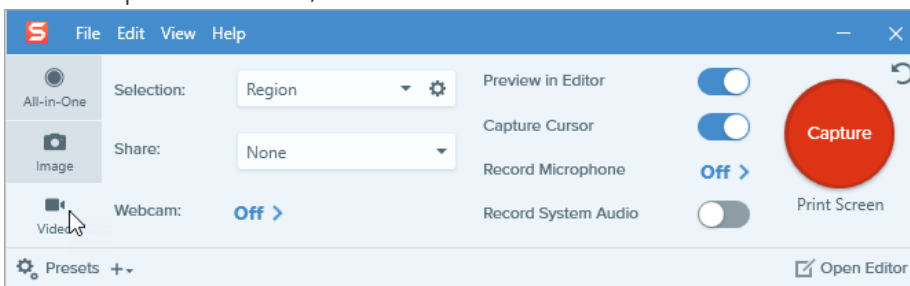 File Edit View Help
All-in-One
Image
Video
Selection: Region
Share: None
Webcam: Off >
Preview in Editor
Capture Cursor
Record Microphone Off >
Record System Audio
Capture
Print Screen
Presets
Open Editor